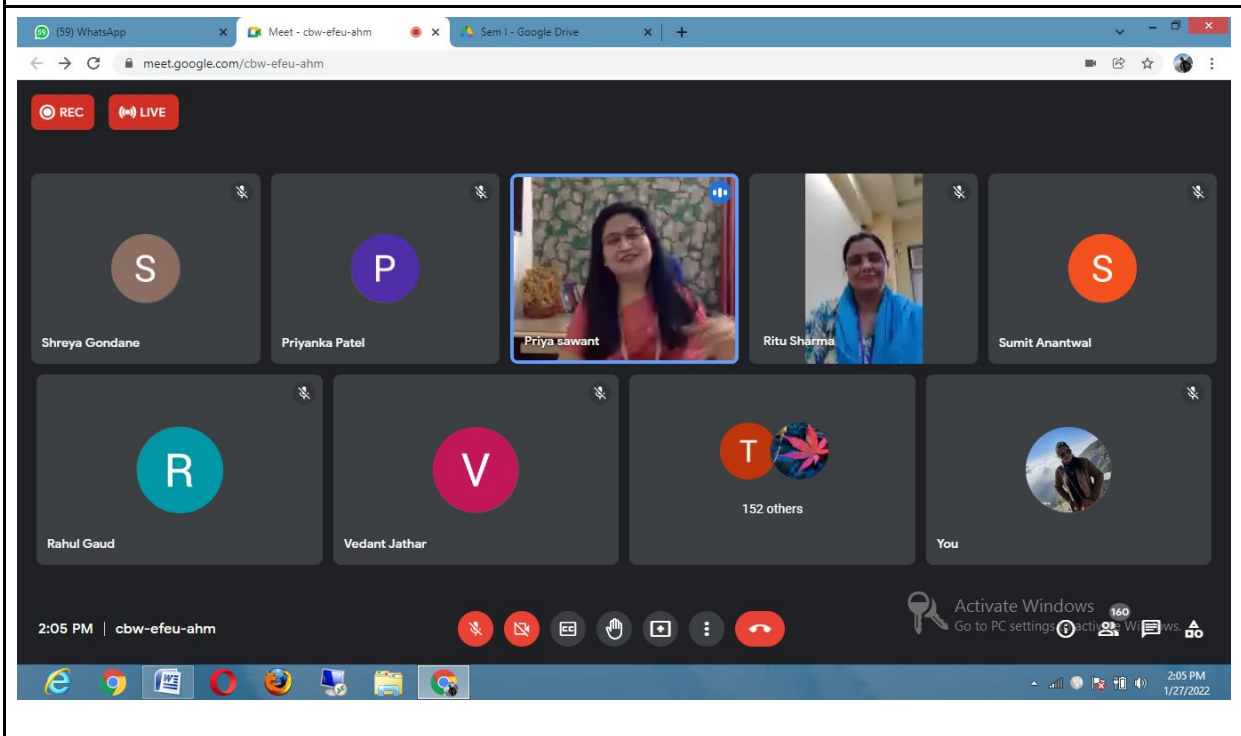 59 (59) WhatsApp
Meet - cbw-efeu-ahm
Sem I - Google Drive
meet.google.com/cbw-efeu-ahm
REC
LIVE
S
P
S
Shreya Gondane
Priyanka Patel
Priya sawant
Ritu Sharma
Sumit Anantwal
R
V
T
152 others
Rahul Gaud
Vedant Jathar
You
2:05 PM | cbw-efeu-ahm
CC
Activate Windows
Go to PC settings to activate Windows.
160
2:05 PM
1/27/2022